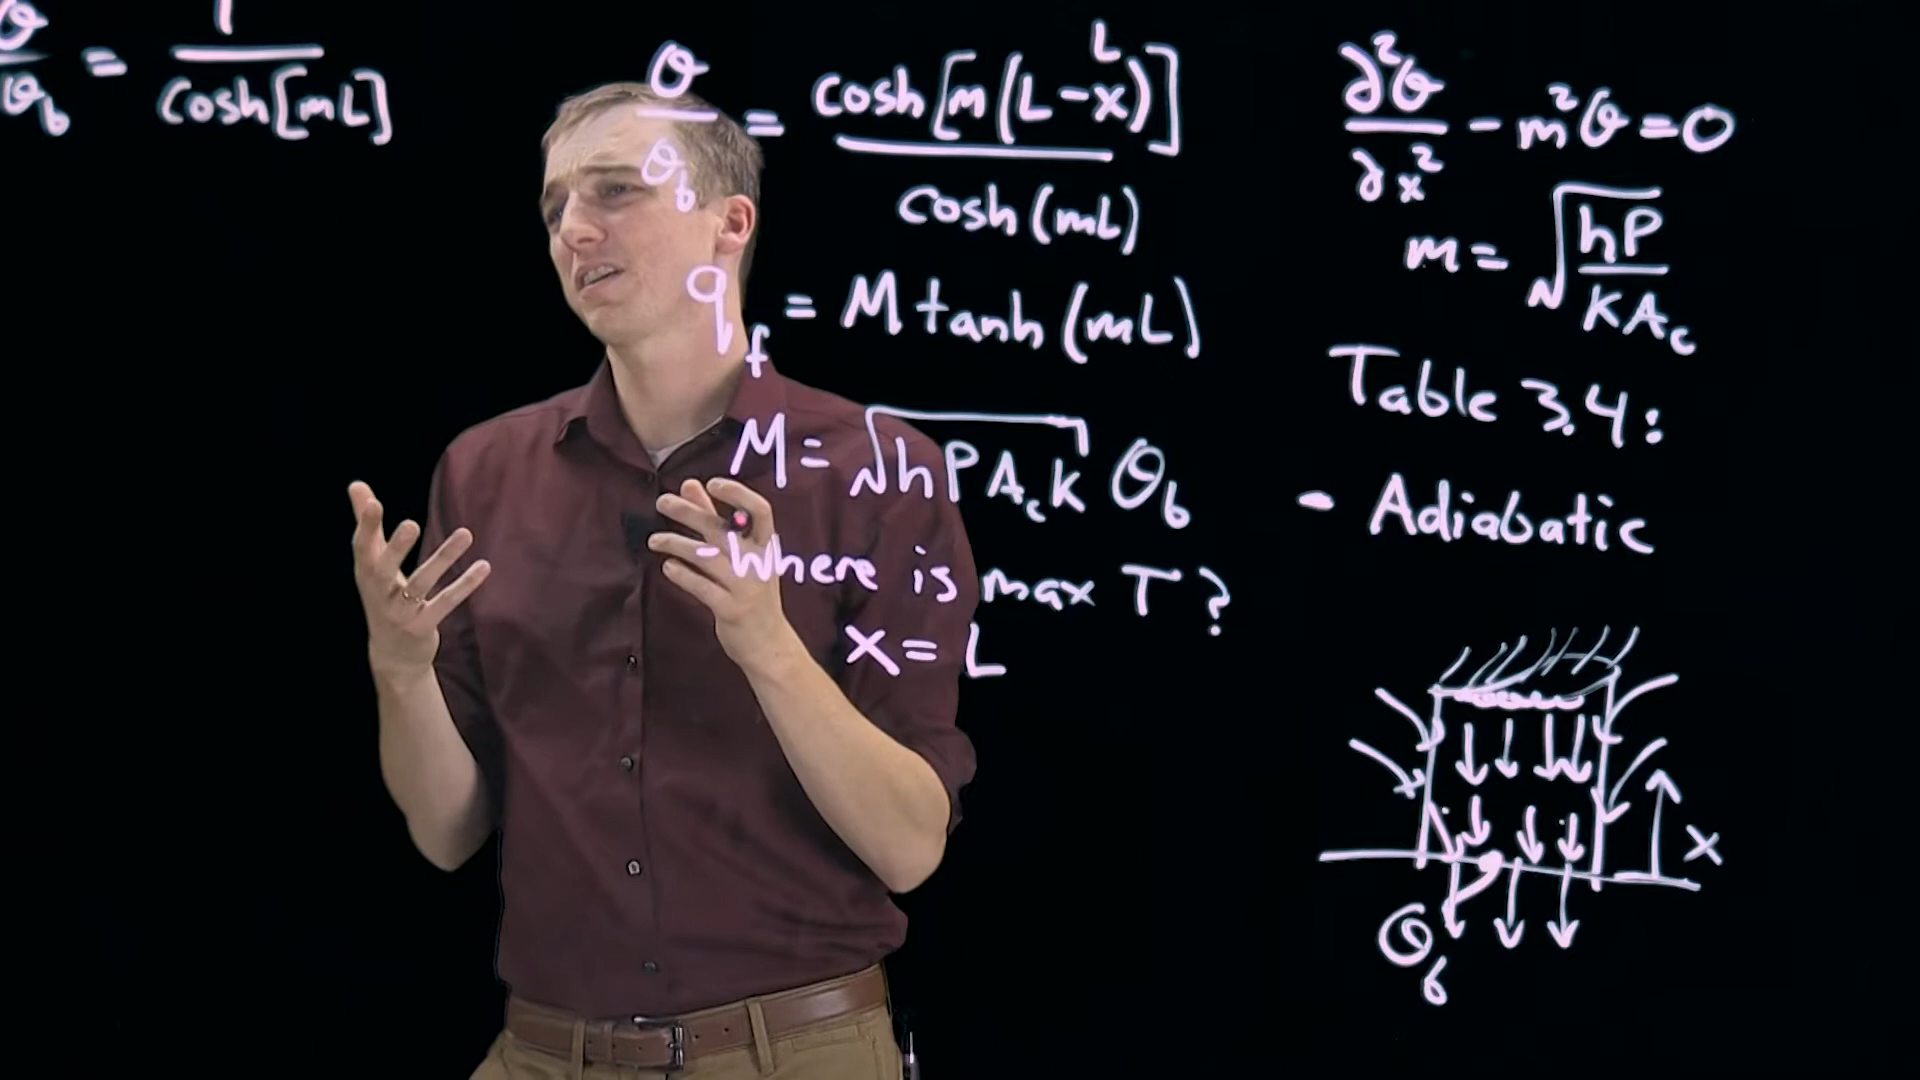 θ/θb = 1/cosh[mL]
θ/θb = cosh[m(L-x)]/cosh(mL)
L
qf = M tanh(mL)
M = √hPAck θb
- Where is max T?
x = L
∂²θ/∂x² - m²θ = 0
m = √hP/KAc
Table 3.4:
- Adiabatic
x
θb